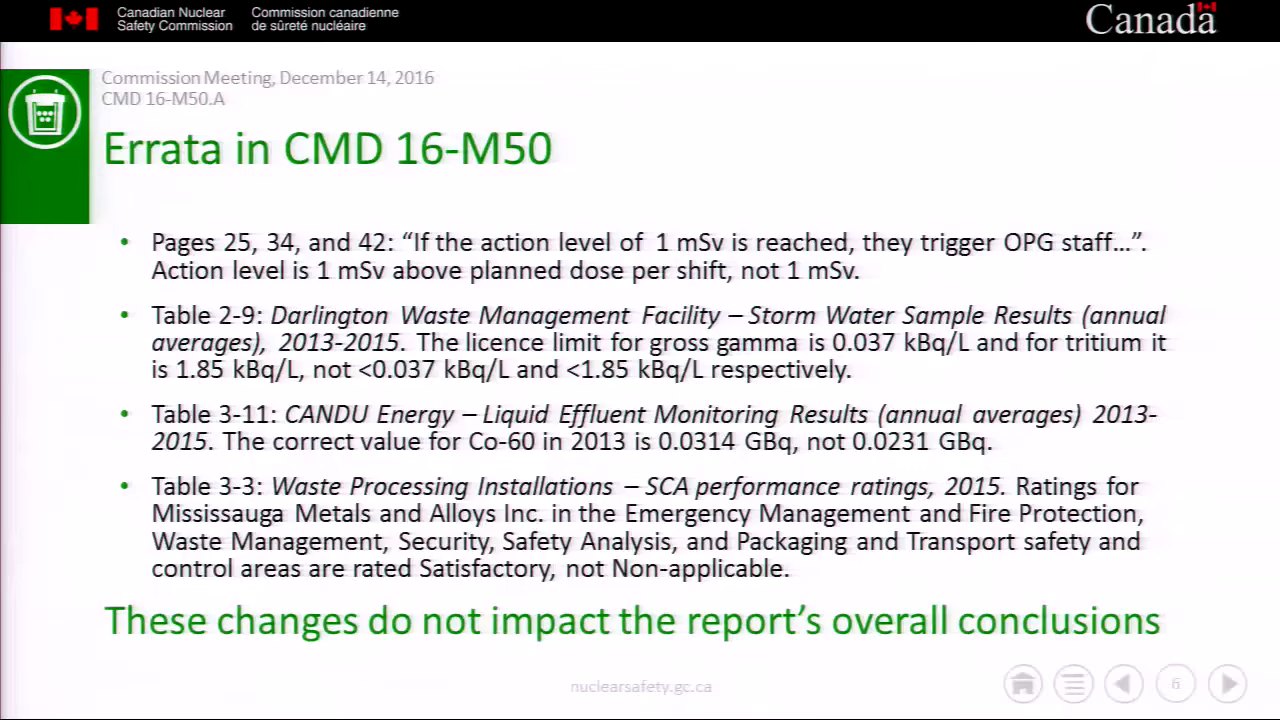 Canadian Nuclear
Safety Commission
Commission canadienne
de sûreté nucléaire
Canada
Commission Meeting, December 14, 2016
CMD 16-M50.A
Errata in CMD 16-M50
• Pages 25, 34, and 42: “If the action level of 1 mSv is reached, they trigger OPG staff…”.
Action level is 1 mSv above planned dose per shift, not 1 mSv.
• Table 2-9: Darlington Waste Management Facility – Storm Water Sample Results (annual
averages), 2013-2015. The licence limit for gross gamma is 0.037 kBq/L and for tritium it
is 1.85 kBq/L, not <0.037 kBq/L and <1.85 kBq/L respectively.
• Table 3-11: CANDU Energy – Liquid Effluent Monitoring Results (annual averages) 2013-
2015. The correct value for Co-60 in 2013 is 0.0314 GBq, not 0.0231 GBq.
• Table 3-3: Waste Processing Installations – SCA performance ratings, 2015. Ratings for
Mississauga Metals and Alloys Inc. in the Emergency Management and Fire Protection,
Waste Management, Security, Safety Analysis, and Packaging and Transport safety and
control areas are rated Satisfactory, not Non-applicable.
These changes do not impact the report’s overall conclusions
nuclearsafety.gc.ca
6